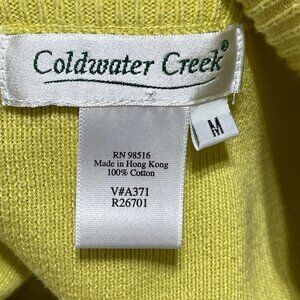 Coldwater Creek®
M
RN 98516
Made in Hong Kong
100% Cotton
V#A371
R26701